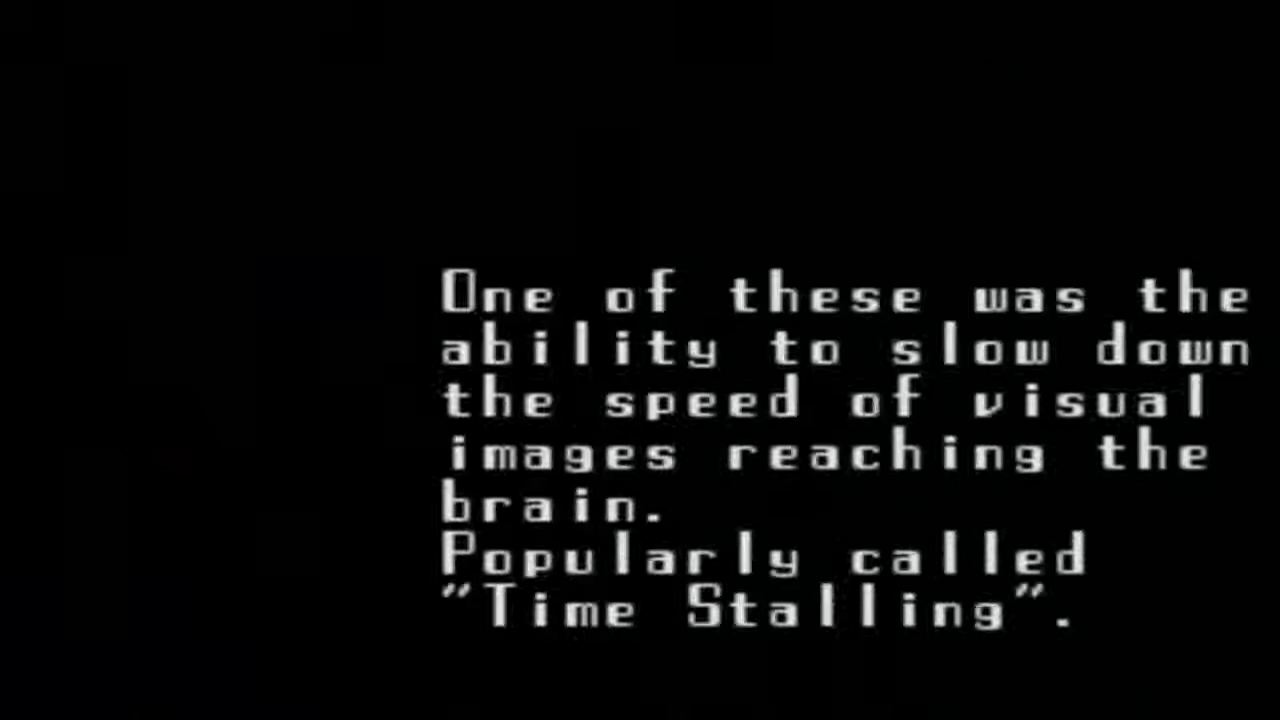 One of these was the
ability to slow down
the speed of visual
images reaching the
brain.
Popularly called
"Time Stalling".